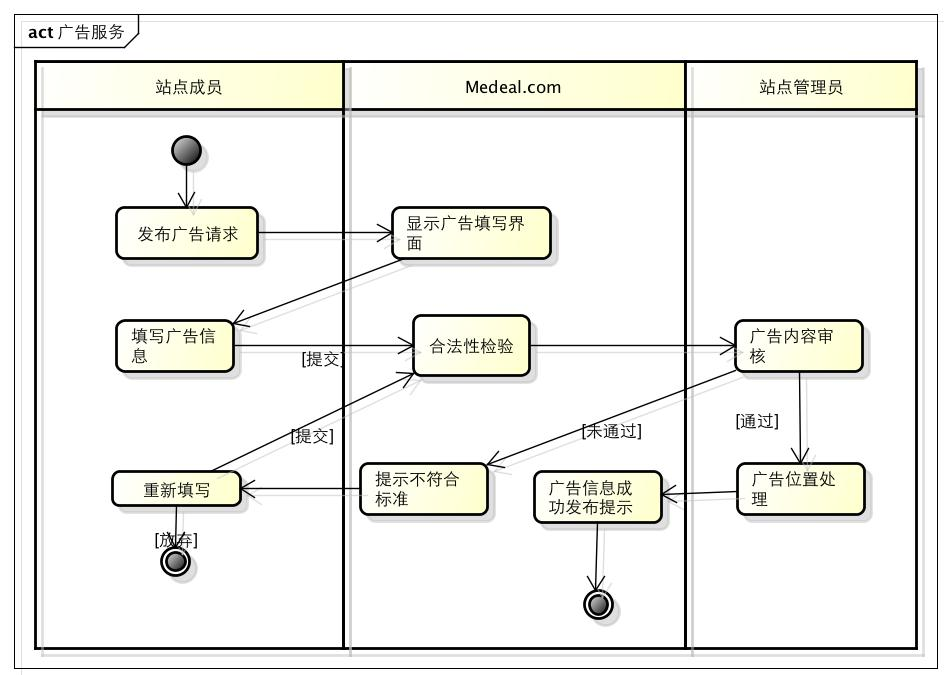 act 广告服务
站点成员
Medeal.com
站点管理员
发布广告请求
显示广告填写界
面
填写广告信
息
[提交]
合法性检验
广告内容审
核
[提交]
[未通过]
[通过]
重新填写
提示不符合
标准
广告信息成
功发布提示
广告位置处
理
[放弃]